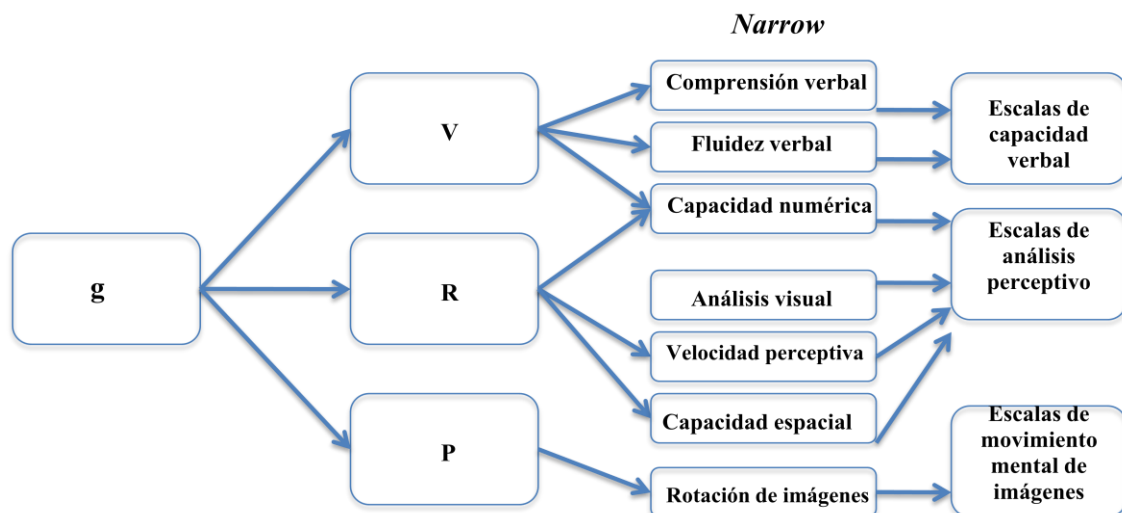 Narrow
g
V
R
P
Comprensión verbal
Fluidez verbal
Capacidad numérica
Análisis visual
Velocidad perceptiva
Capacidad espacial
Rotación de imágenes
Escalas de
capacidad
verbal
Escalas de
análisis
perceptivo
Escalas de
movimiento
mental de
imágenes